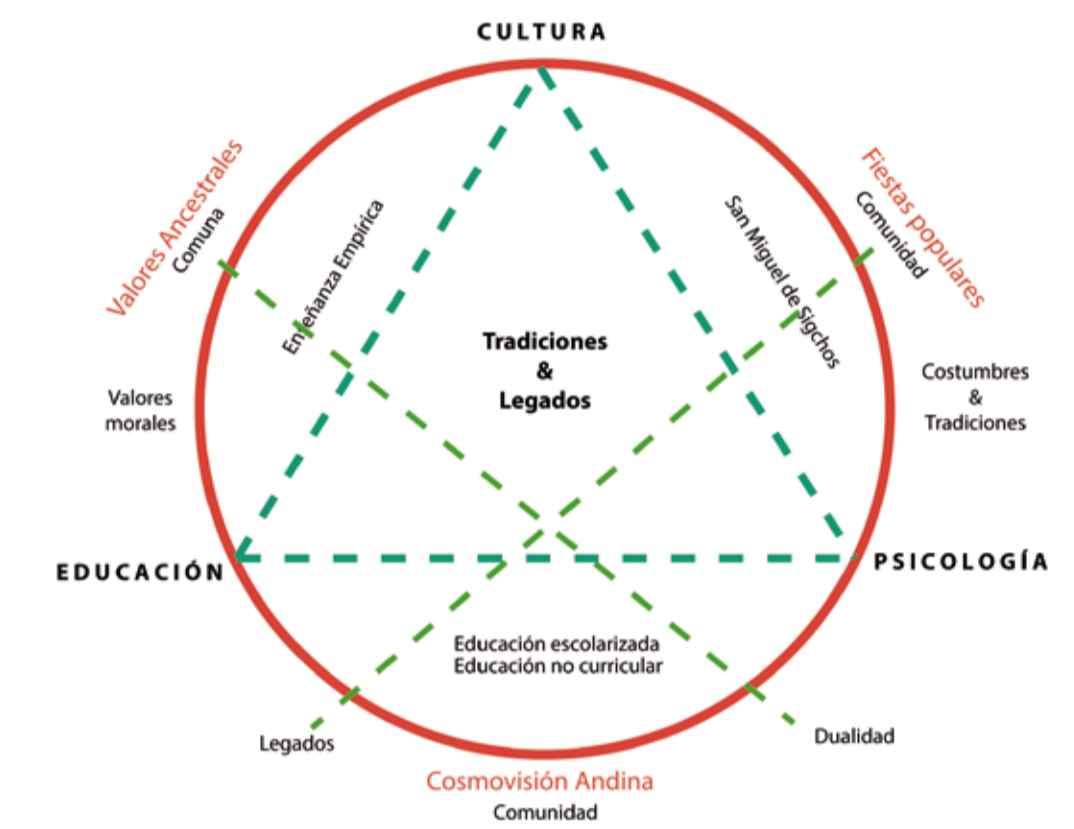 CULTURA
Valores Ancestrales
Comuna
Enseñanza Empírica
San Miguel de Sigchos
Fiestas populares
Comunidad
Tradiciones
&
Legados
Valores
morales
Costumbres
&
Tradiciones
EDUCACIÓN
PSICOLOGÍA
Educación escolarizada
Educación no curricular
Legados
Dualidad
Cosmovisión Andina
Comunidad